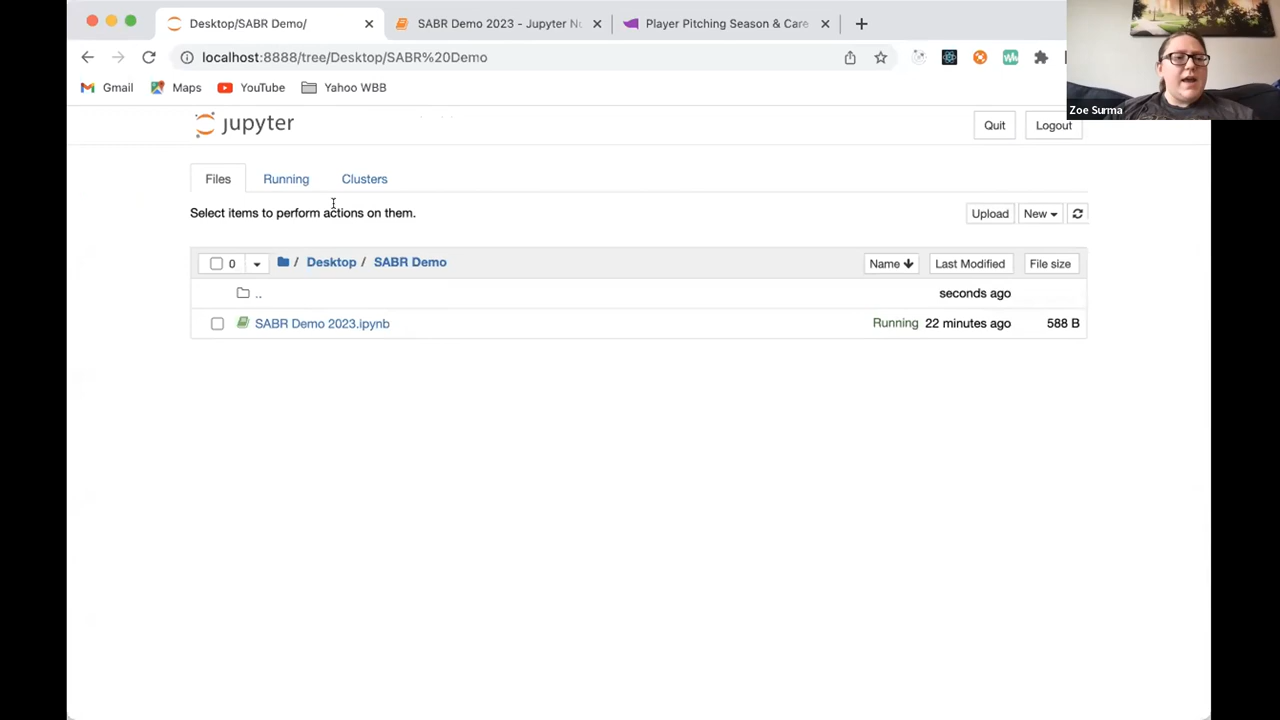 Desktop/SABR Demo/
SABR Demo 2023 - Jupyter No
Player Pitching Season & Care
localhost:8888/tree/Desktop/SABR%20Demo
Gmail
Maps
YouTube
Yahoo WBB
Zoe Surma
jupyter
Quit
Logout
Files
Running
Clusters
Select items to perform actions on them.
Upload
New
0
/ Desktop / SABR Demo
Name
Last Modified
File size
..
seconds ago
SABR Demo 2023.ipynb
Running
22 minutes ago
588 B